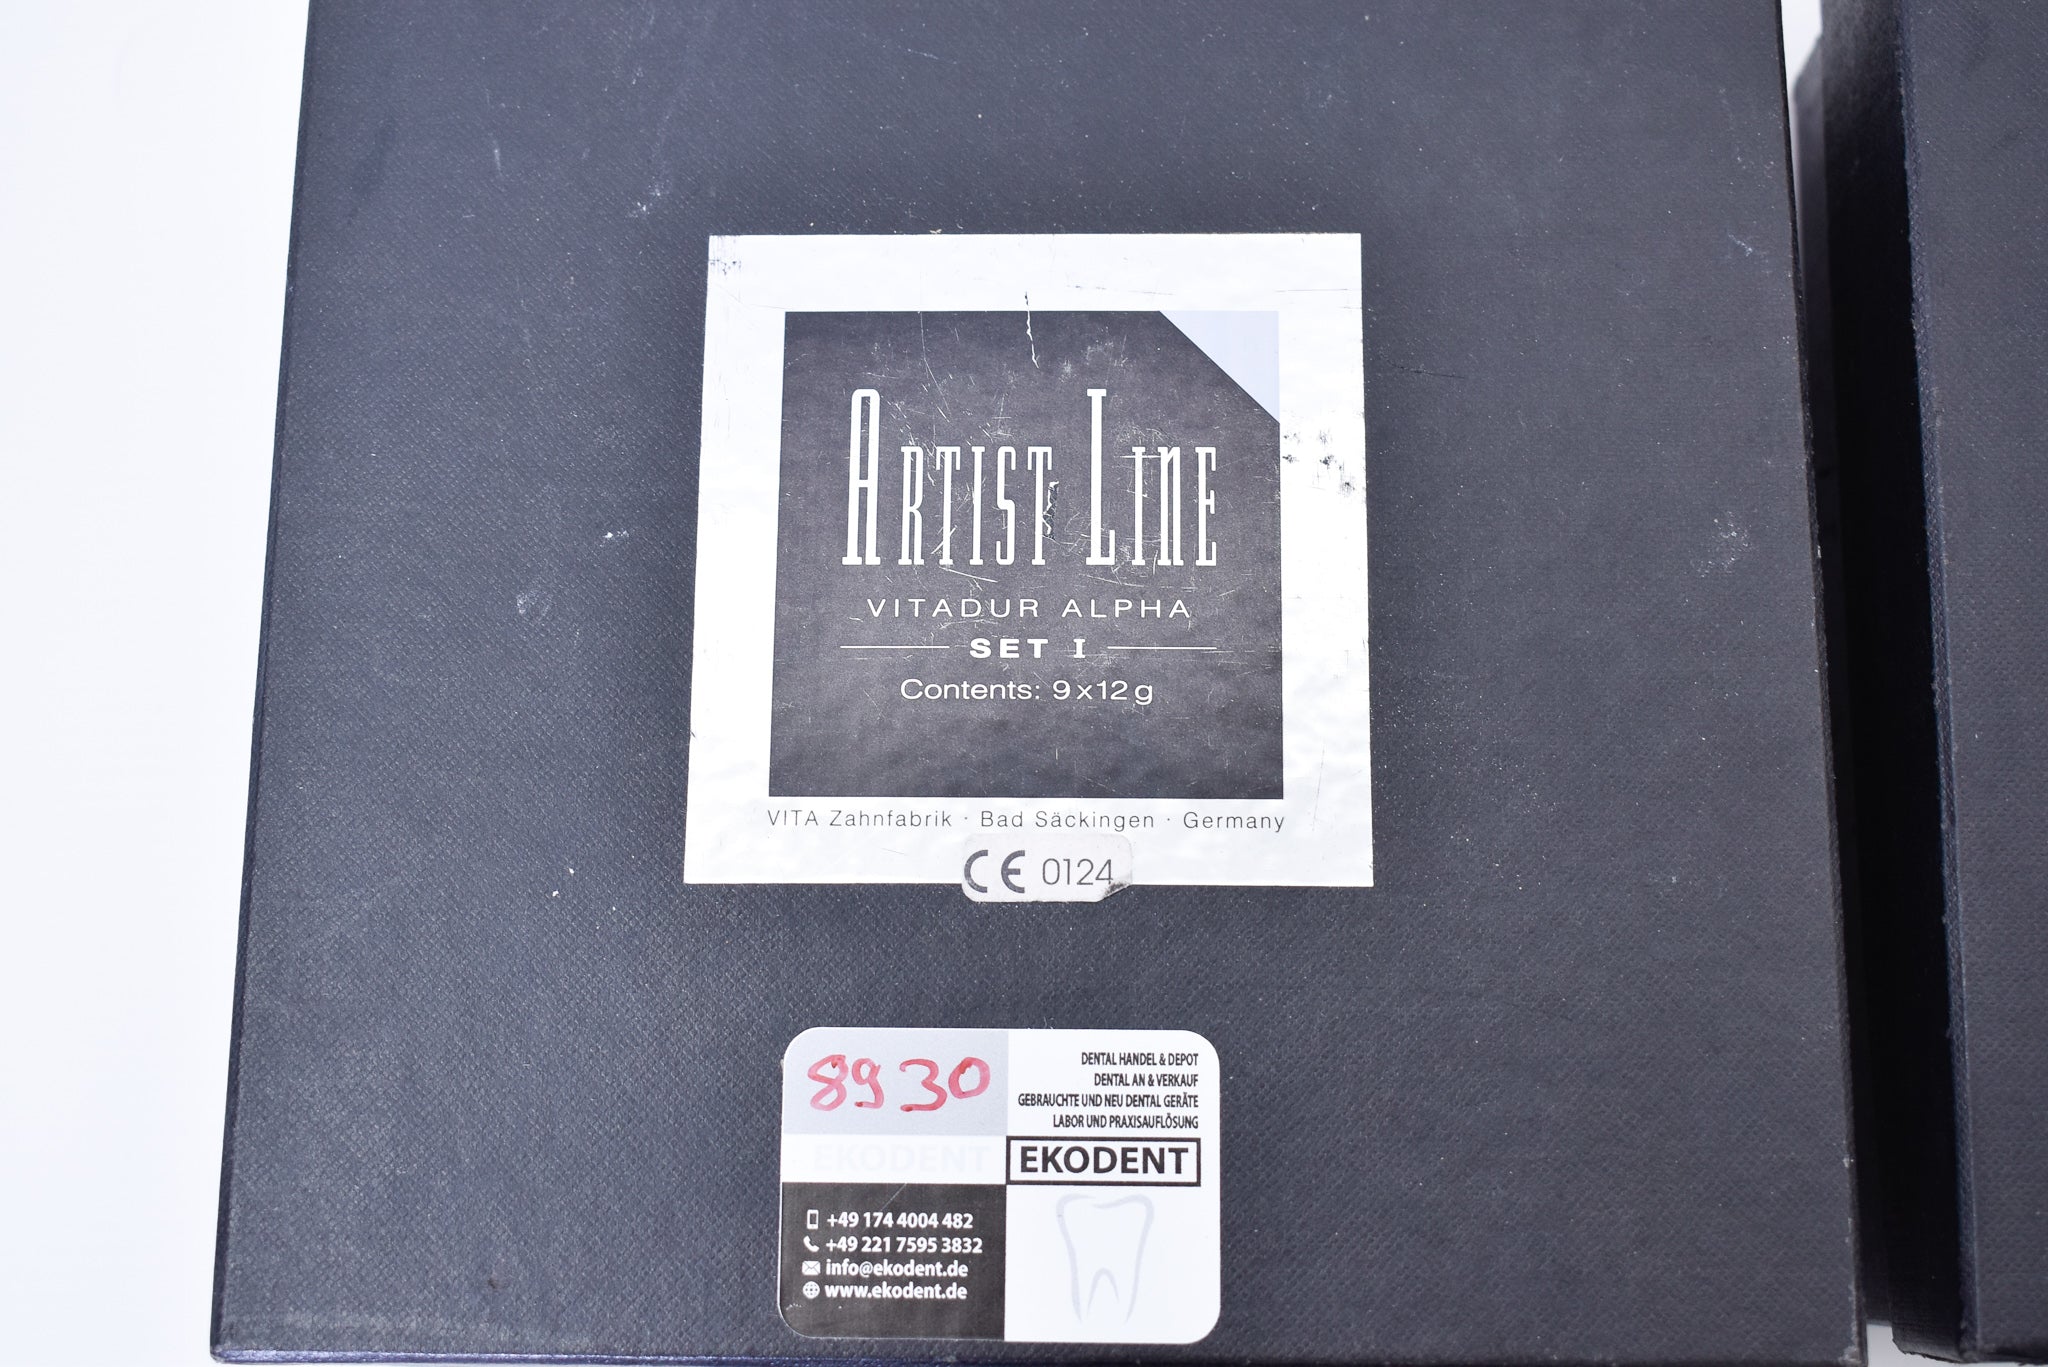 ARTIST LINE
VITADUR ALPHA
SET I
Contents: 9x12g
VITA Zahnfabrik · Bad Säckingen · Germany
CE 0124
8930
DENTAL HANDEL & DEPOT
DENTAL AN & VERKAUF
GEBRAUCHTE UND NEU DENTAL GERÄTE
LABOR UND PRAXISAUFLÖSUNG
EKODENT
EKODENT
+49 174 4004 482
+49 221 7595 3832
info@ekodent.de
www.ekodent.de